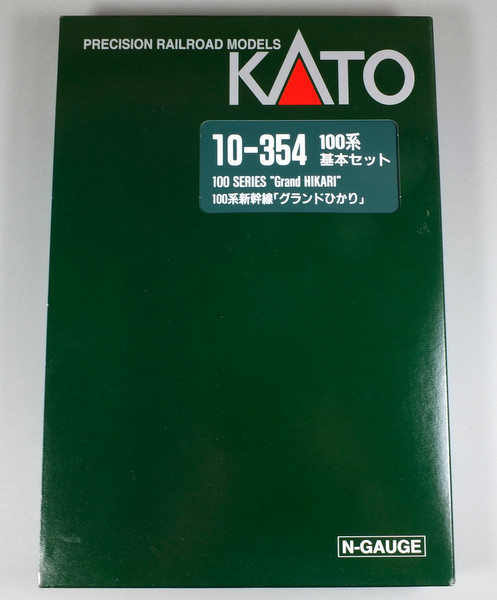 PRECISION RAILROAD MODELS
KATO
10-354 100系
基本セット
100 SERIES "Grand HIKARI"
100系新幹線「グランドひかり」
N-GAUGE